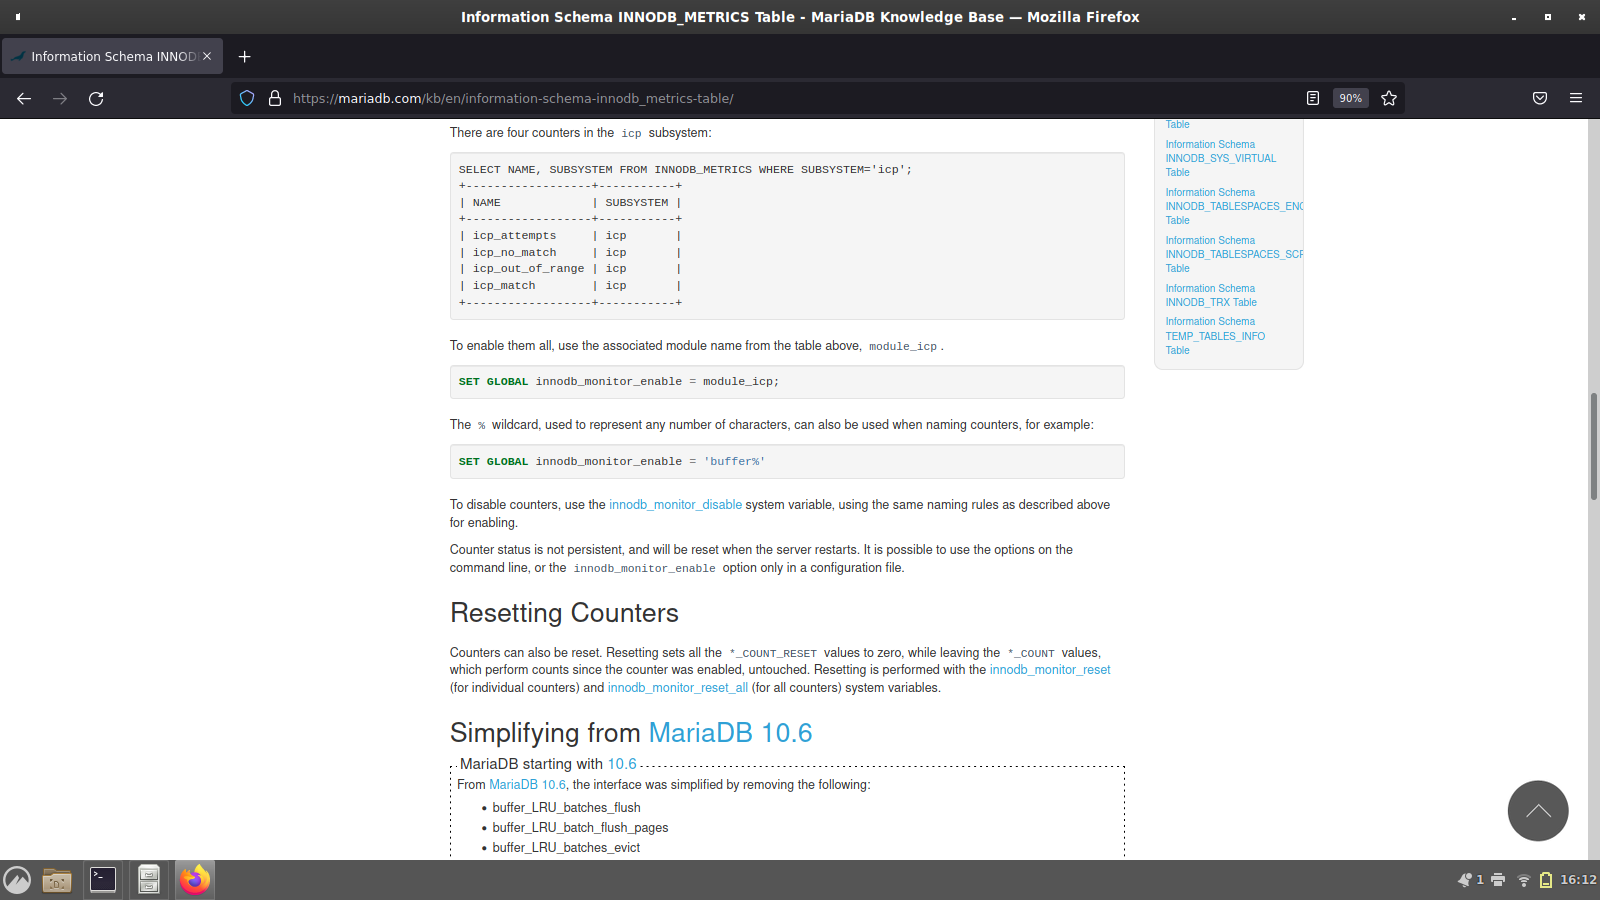 Information Schema INNODB_METRICS Table - MariaDB Knowledge Base — Mozilla Firefox
Information Schema INNOD
https://mariadb.com/kb/en/information-schema-innodb_metrics-table/
90%
There are four counters in the icp subsystem:
SELECT NAME, SUBSYSTEM FROM INNODB_METRICS WHERE SUBSYSTEM='icp';
+------------------+-----------+
| NAME             | SUBSYSTEM |
+------------------+-----------+
| icp_attempts     | icp       |
| icp_no_match     | icp       |
| icp_out_of_range | icp       |
| icp_match        | icp       |
+------------------+-----------+
To enable them all, use the associated module name from the table above, module_icp.
SET GLOBAL innodb_monitor_enable = module_icp;
The % wildcard, used to represent any number of characters, can also be used when naming counters, for example:
SET GLOBAL innodb_monitor_enable = 'buffer%'
To disable counters, use the innodb_monitor_disable system variable, using the same naming rules as described above
for enabling.
Counter status is not persistent, and will be reset when the server restarts. It is possible to use the options on the
command line, or the innodb_monitor_enable option only in a configuration file.
Resetting Counters
Counters can also be reset. Resetting sets all the *_COUNT_RESET values to zero, while leaving the *_COUNT values,
which perform counts since the counter was enabled, untouched. Resetting is performed with the innodb_monitor_reset
(for individual counters) and innodb_monitor_reset_all (for all counters) system variables.
Simplifying from MariaDB 10.6
MariaDB starting with 10.6
From MariaDB 10.6, the interface was simplified by removing the following:
• buffer_LRU_batches_flush
• buffer_LRU_batch_flush_pages
• buffer_LRU_batches_evict
Table
Information Schema
INNODB_SYS_VIRTUAL
Table
Information Schema
INNODB_TABLESPACES_ENC
Table
Information Schema
INNODB_TABLESPACES_SCR
Table
Information Schema
INNODB_TRX Table
Information Schema
TEMP_TABLES_INFO
Table
1
16:12